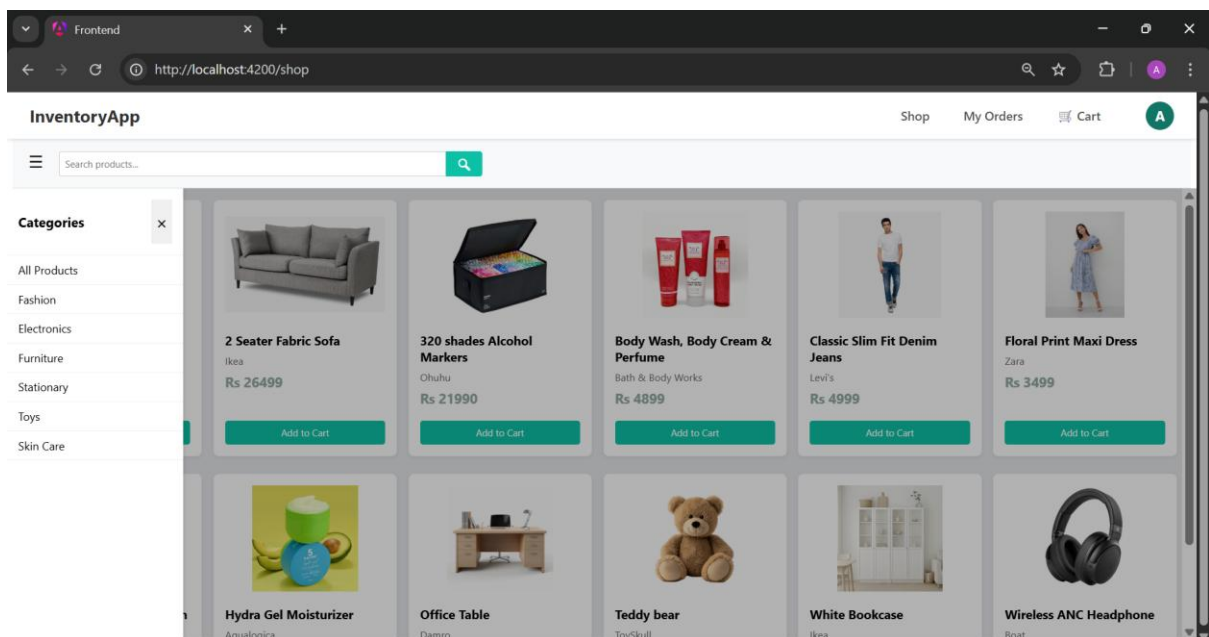 Frontend
http://localhost:4200/shop
A
InventoryApp
Shop
My Orders
Cart
A
Search products...
Categories
All Products
Fashion
Electronics
Furniture
Stationary
Toys
Skin Care
2 Seater Fabric Sofa
Ikea
Rs 26499
Add to Cart
320 shades Alcohol
Markers
Ohuhu
Rs 21990
Add to Cart
Body Wash, Body Cream &
Perfume
Bath & Body Works
Rs 4899
Add to Cart
Classic Slim Fit Denim
Jeans
Levi's
Rs 4999
Add to Cart
Floral Print Maxi Dress
Zara
Rs 3499
Add to Cart
Hydra Gel Moisturizer
Aqualogica
Office Table
Damro
Teddy bear
ToySkull
White Bookcase
Ikea
Wireless ANC Headphone
Boat